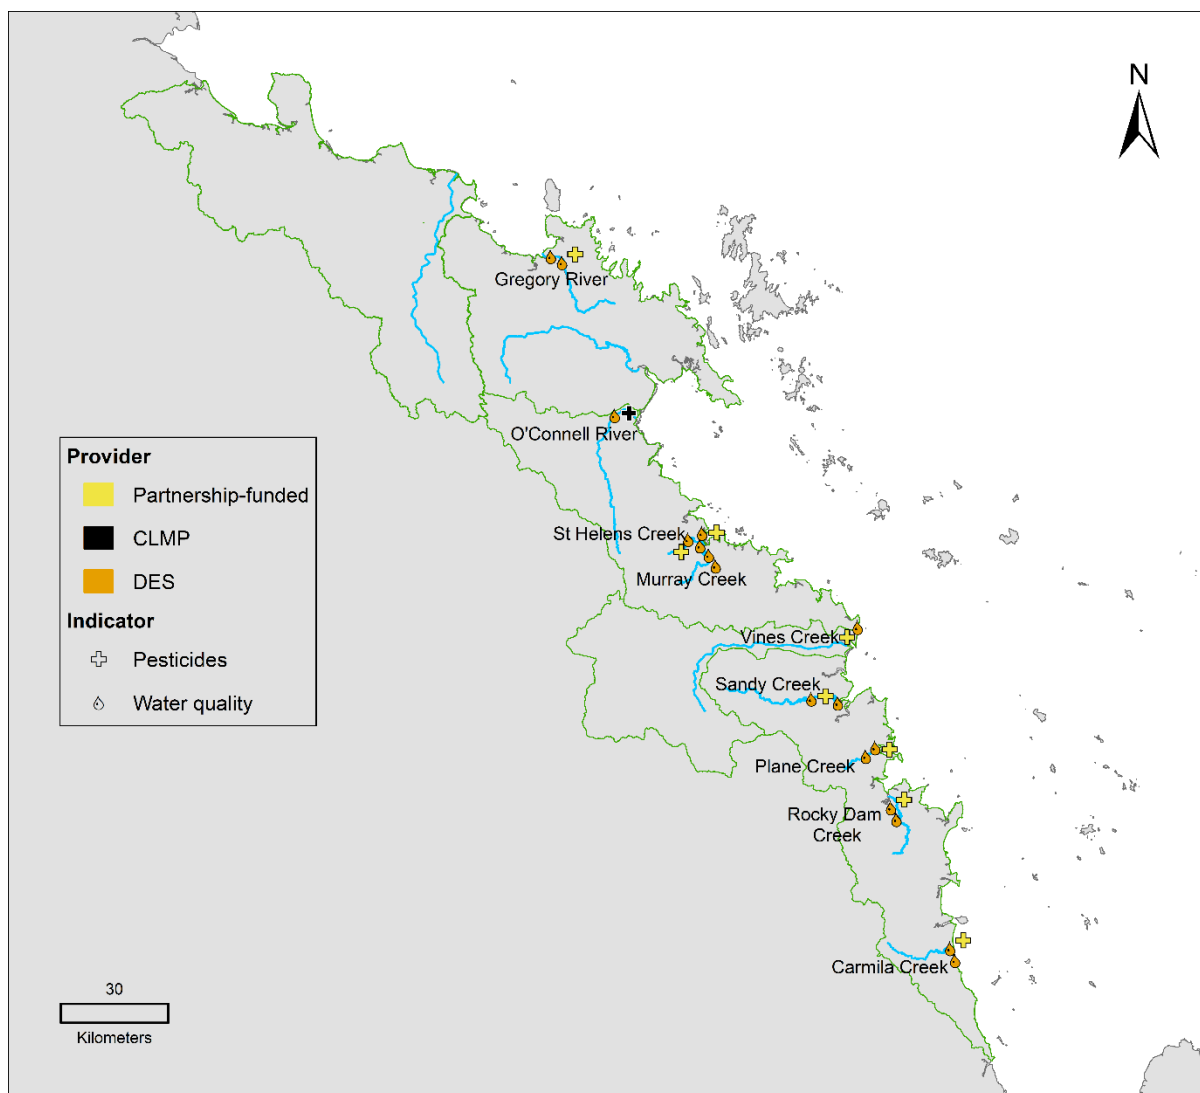 N
Gregory River
O'Connell River
Provider
Partnership-funded
CLMP
DES
Indicator
Pesticides
Water quality
St Helens Creek
Murray Creek
Vines Creek
Sandy Creek
Plane Creek
Rocky Dam
Creek
Carmila Creek
30
Kilometers